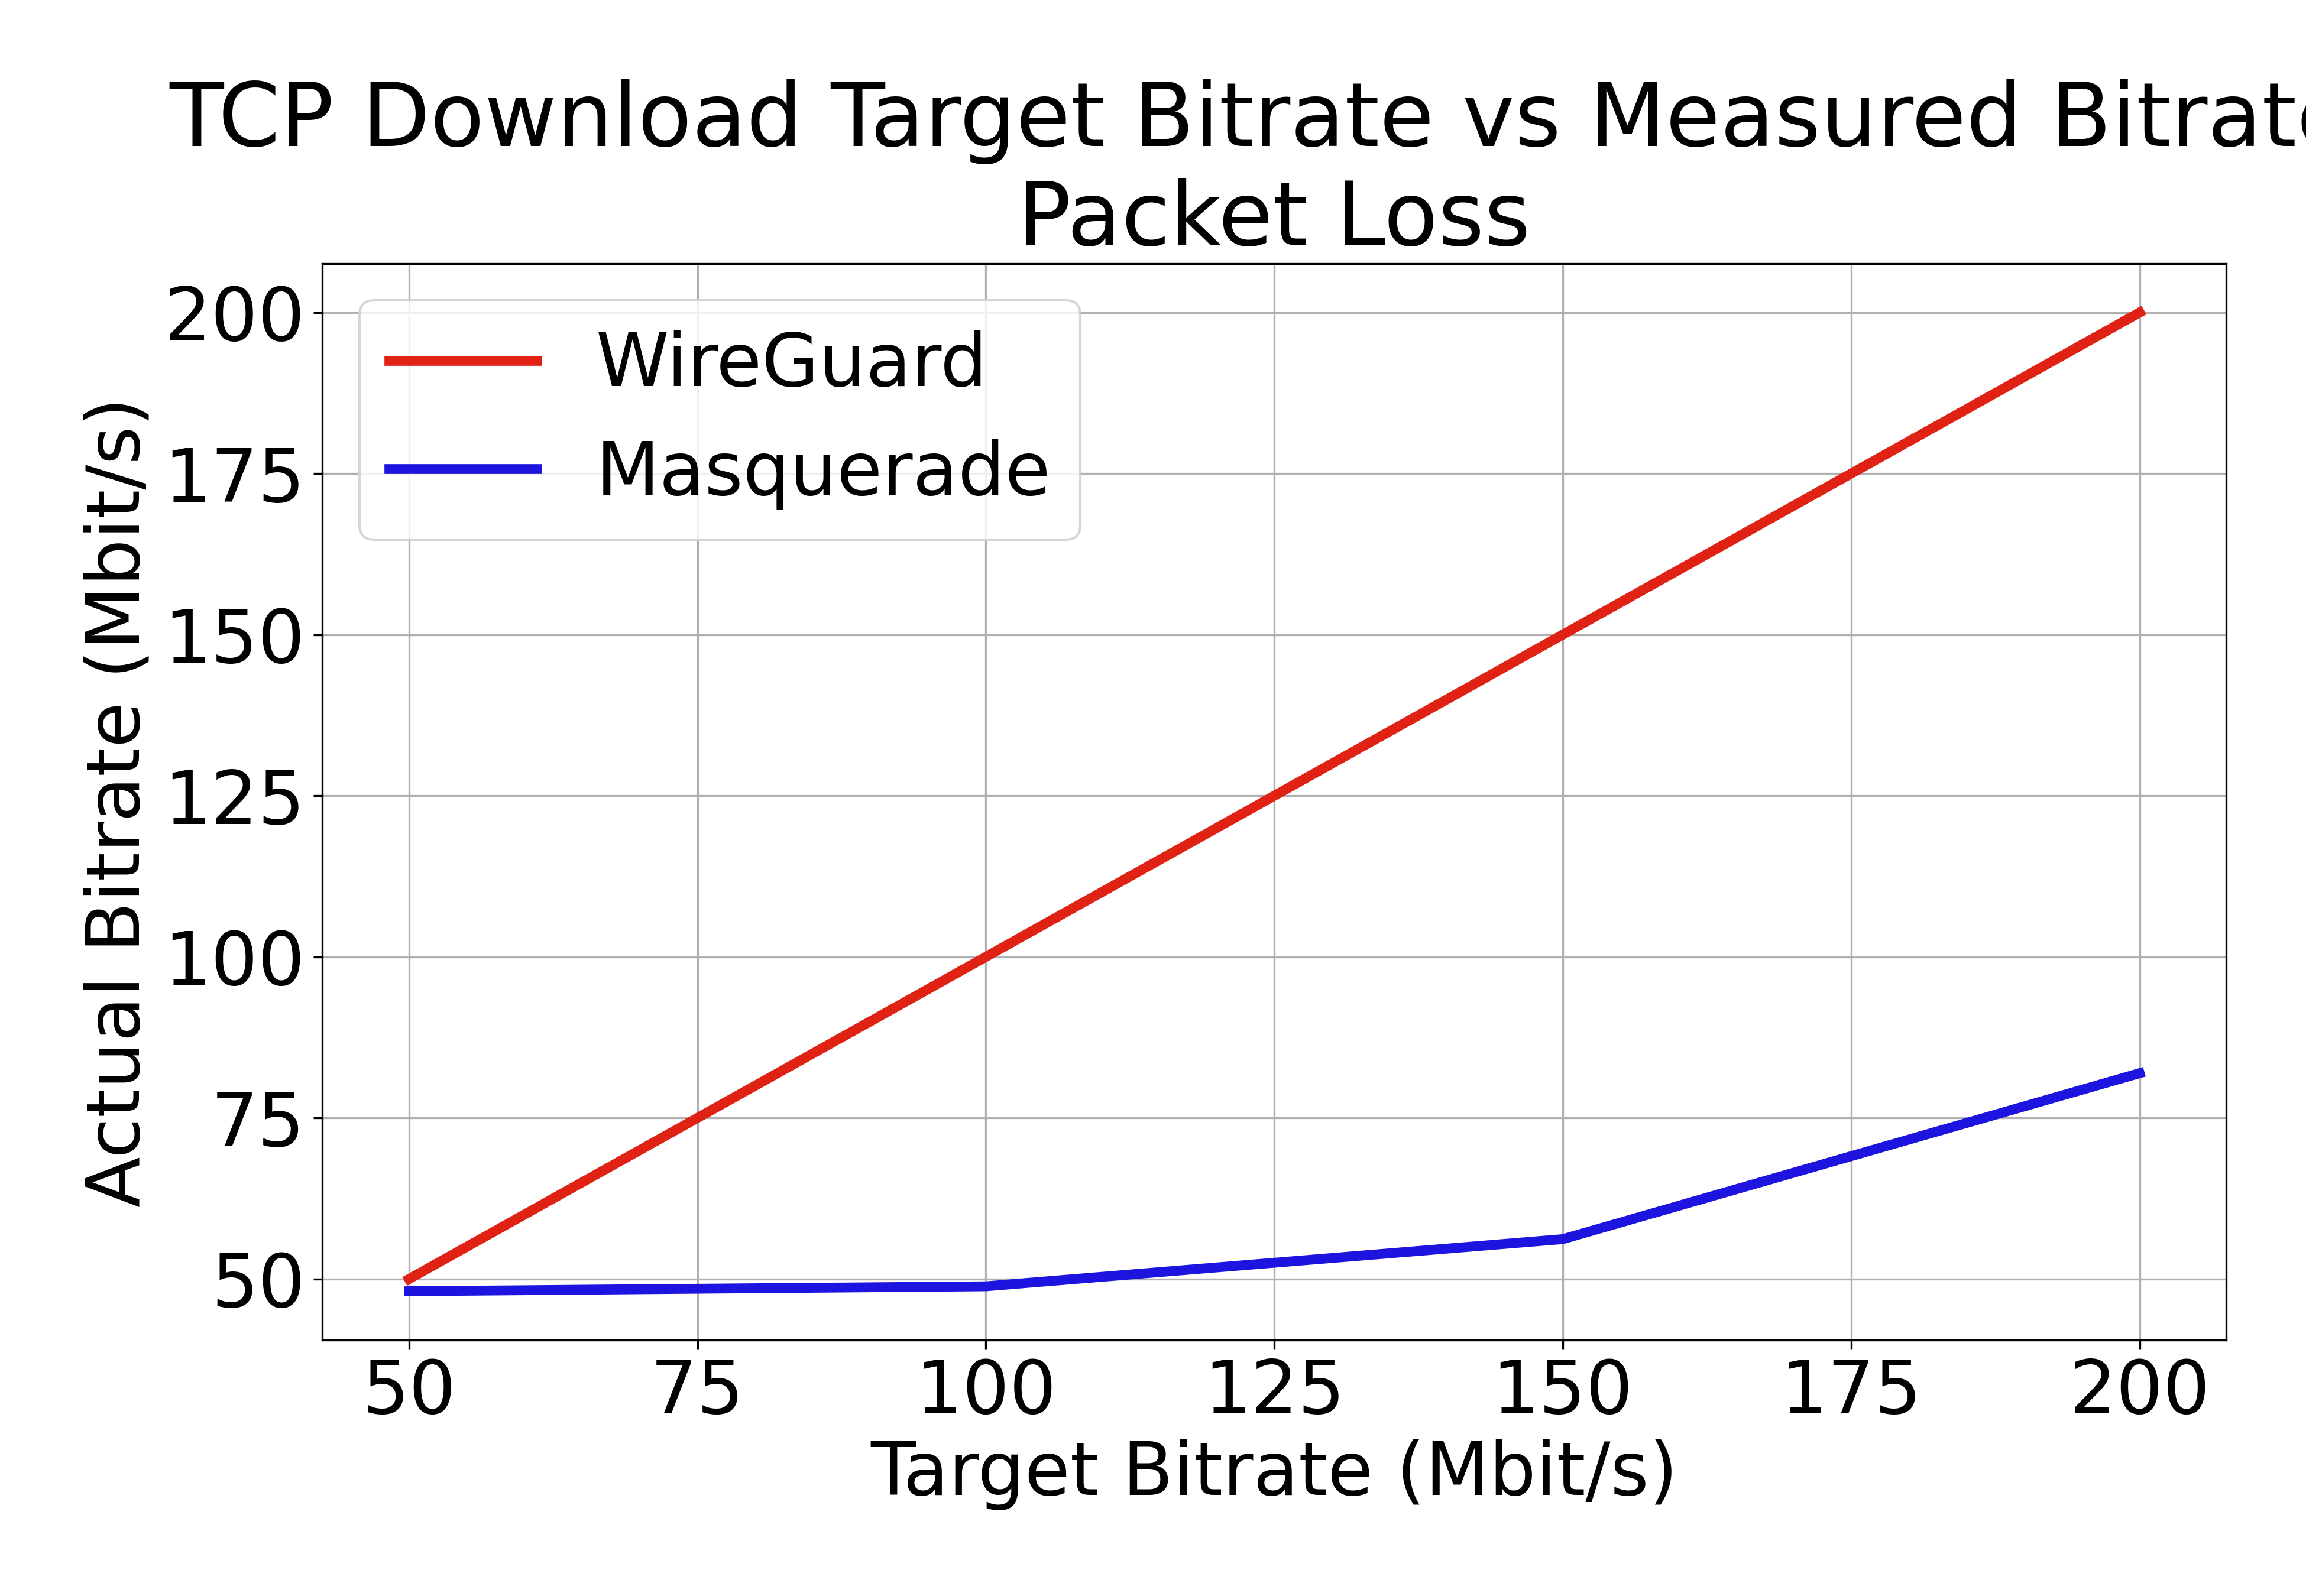 TCP Download Target Bitrate vs Measured Bitrate
Packet Loss
WireGuard
Masquerade
Actual Bitrate (Mbit/s)
200
175
150
125
100
75
50
50 75 100 125 150 175 200
Target Bitrate (Mbit/s)